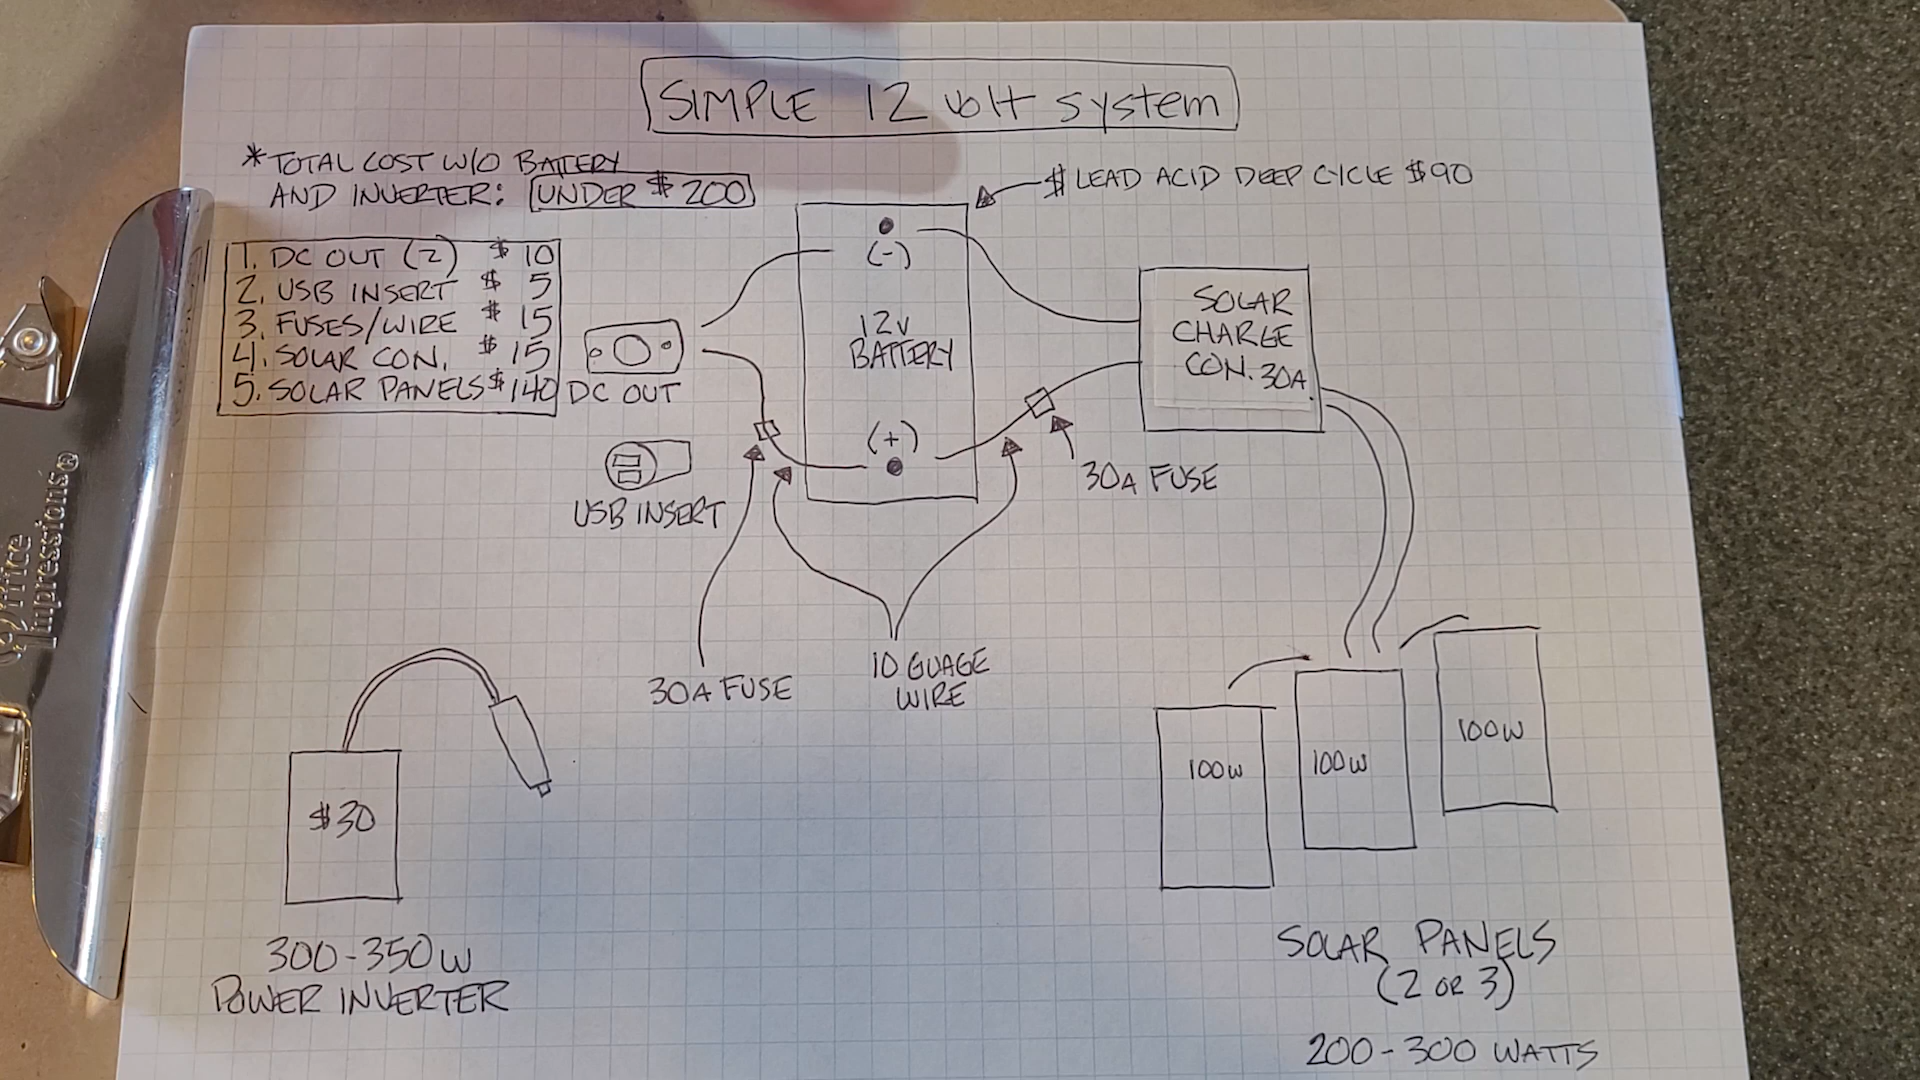 SIMPLE 12 volt system
*TOTAL COST W/O BATTERY
AND INVERTER: UNDER $200
$ LEAD ACID DEEP CYCLE $90
1. DC OUT (2) $ 10
2. USB INSERT $ 5
3. FUSES/WIRE $ 15
4. SOLAR CON. $ 15
5. SOLAR PANELS $ 140
DC OUT
USB INSERT
(-)
12V
BATTERY
(+)
SOLAR
CHARGE
CON. 30A
30A FUSE
30A FUSE
10 GUAGE
WIRE
$30
300-350W
POWER INVERTER
100W
100W
100W
SOLAR PANELS
(2 OR 3)
200-300 WATTS
Office
Impressions®